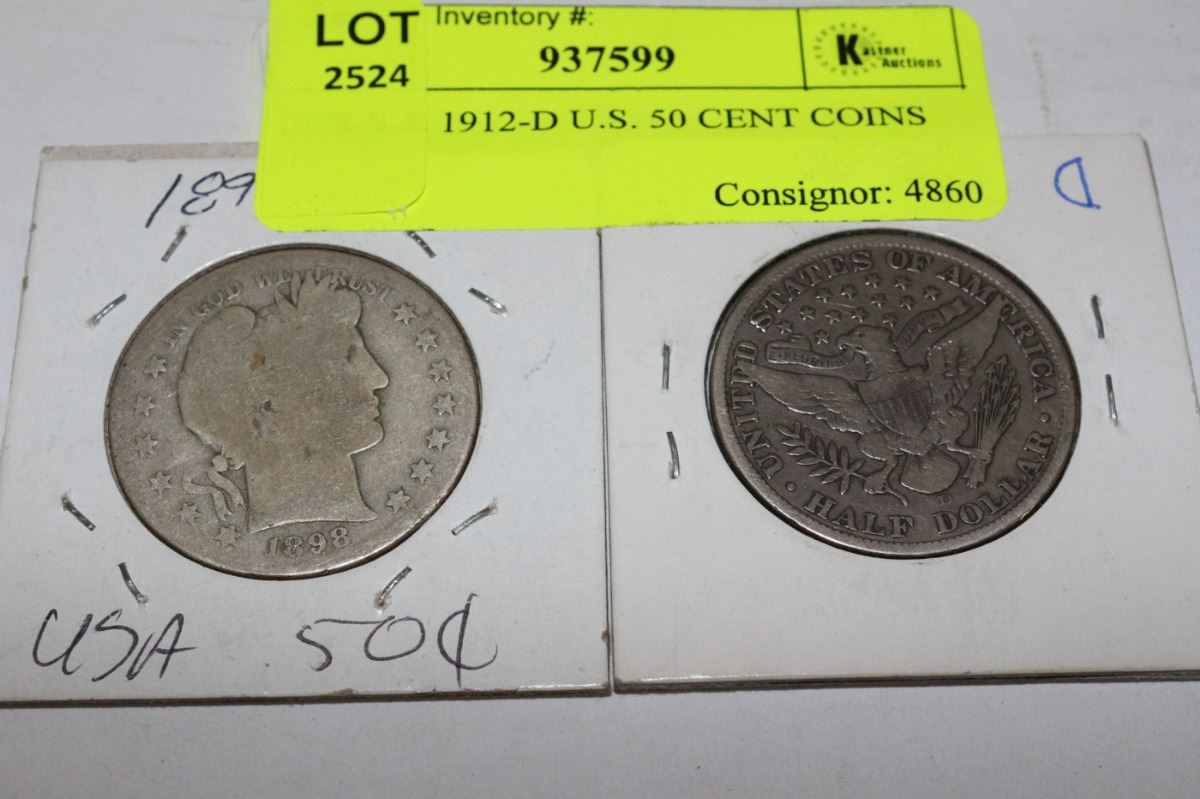 LOT
2524
Inventory #:
937599
Kastner
Auctions
1912-D U.S. 50 CENT COINS
Consignor: 4860
189
D
IN GOD WE TRUST
1898
UNITED STATES OF AMERICA
E PLURIBUS
HALF DOLLAR
D
USA 50¢